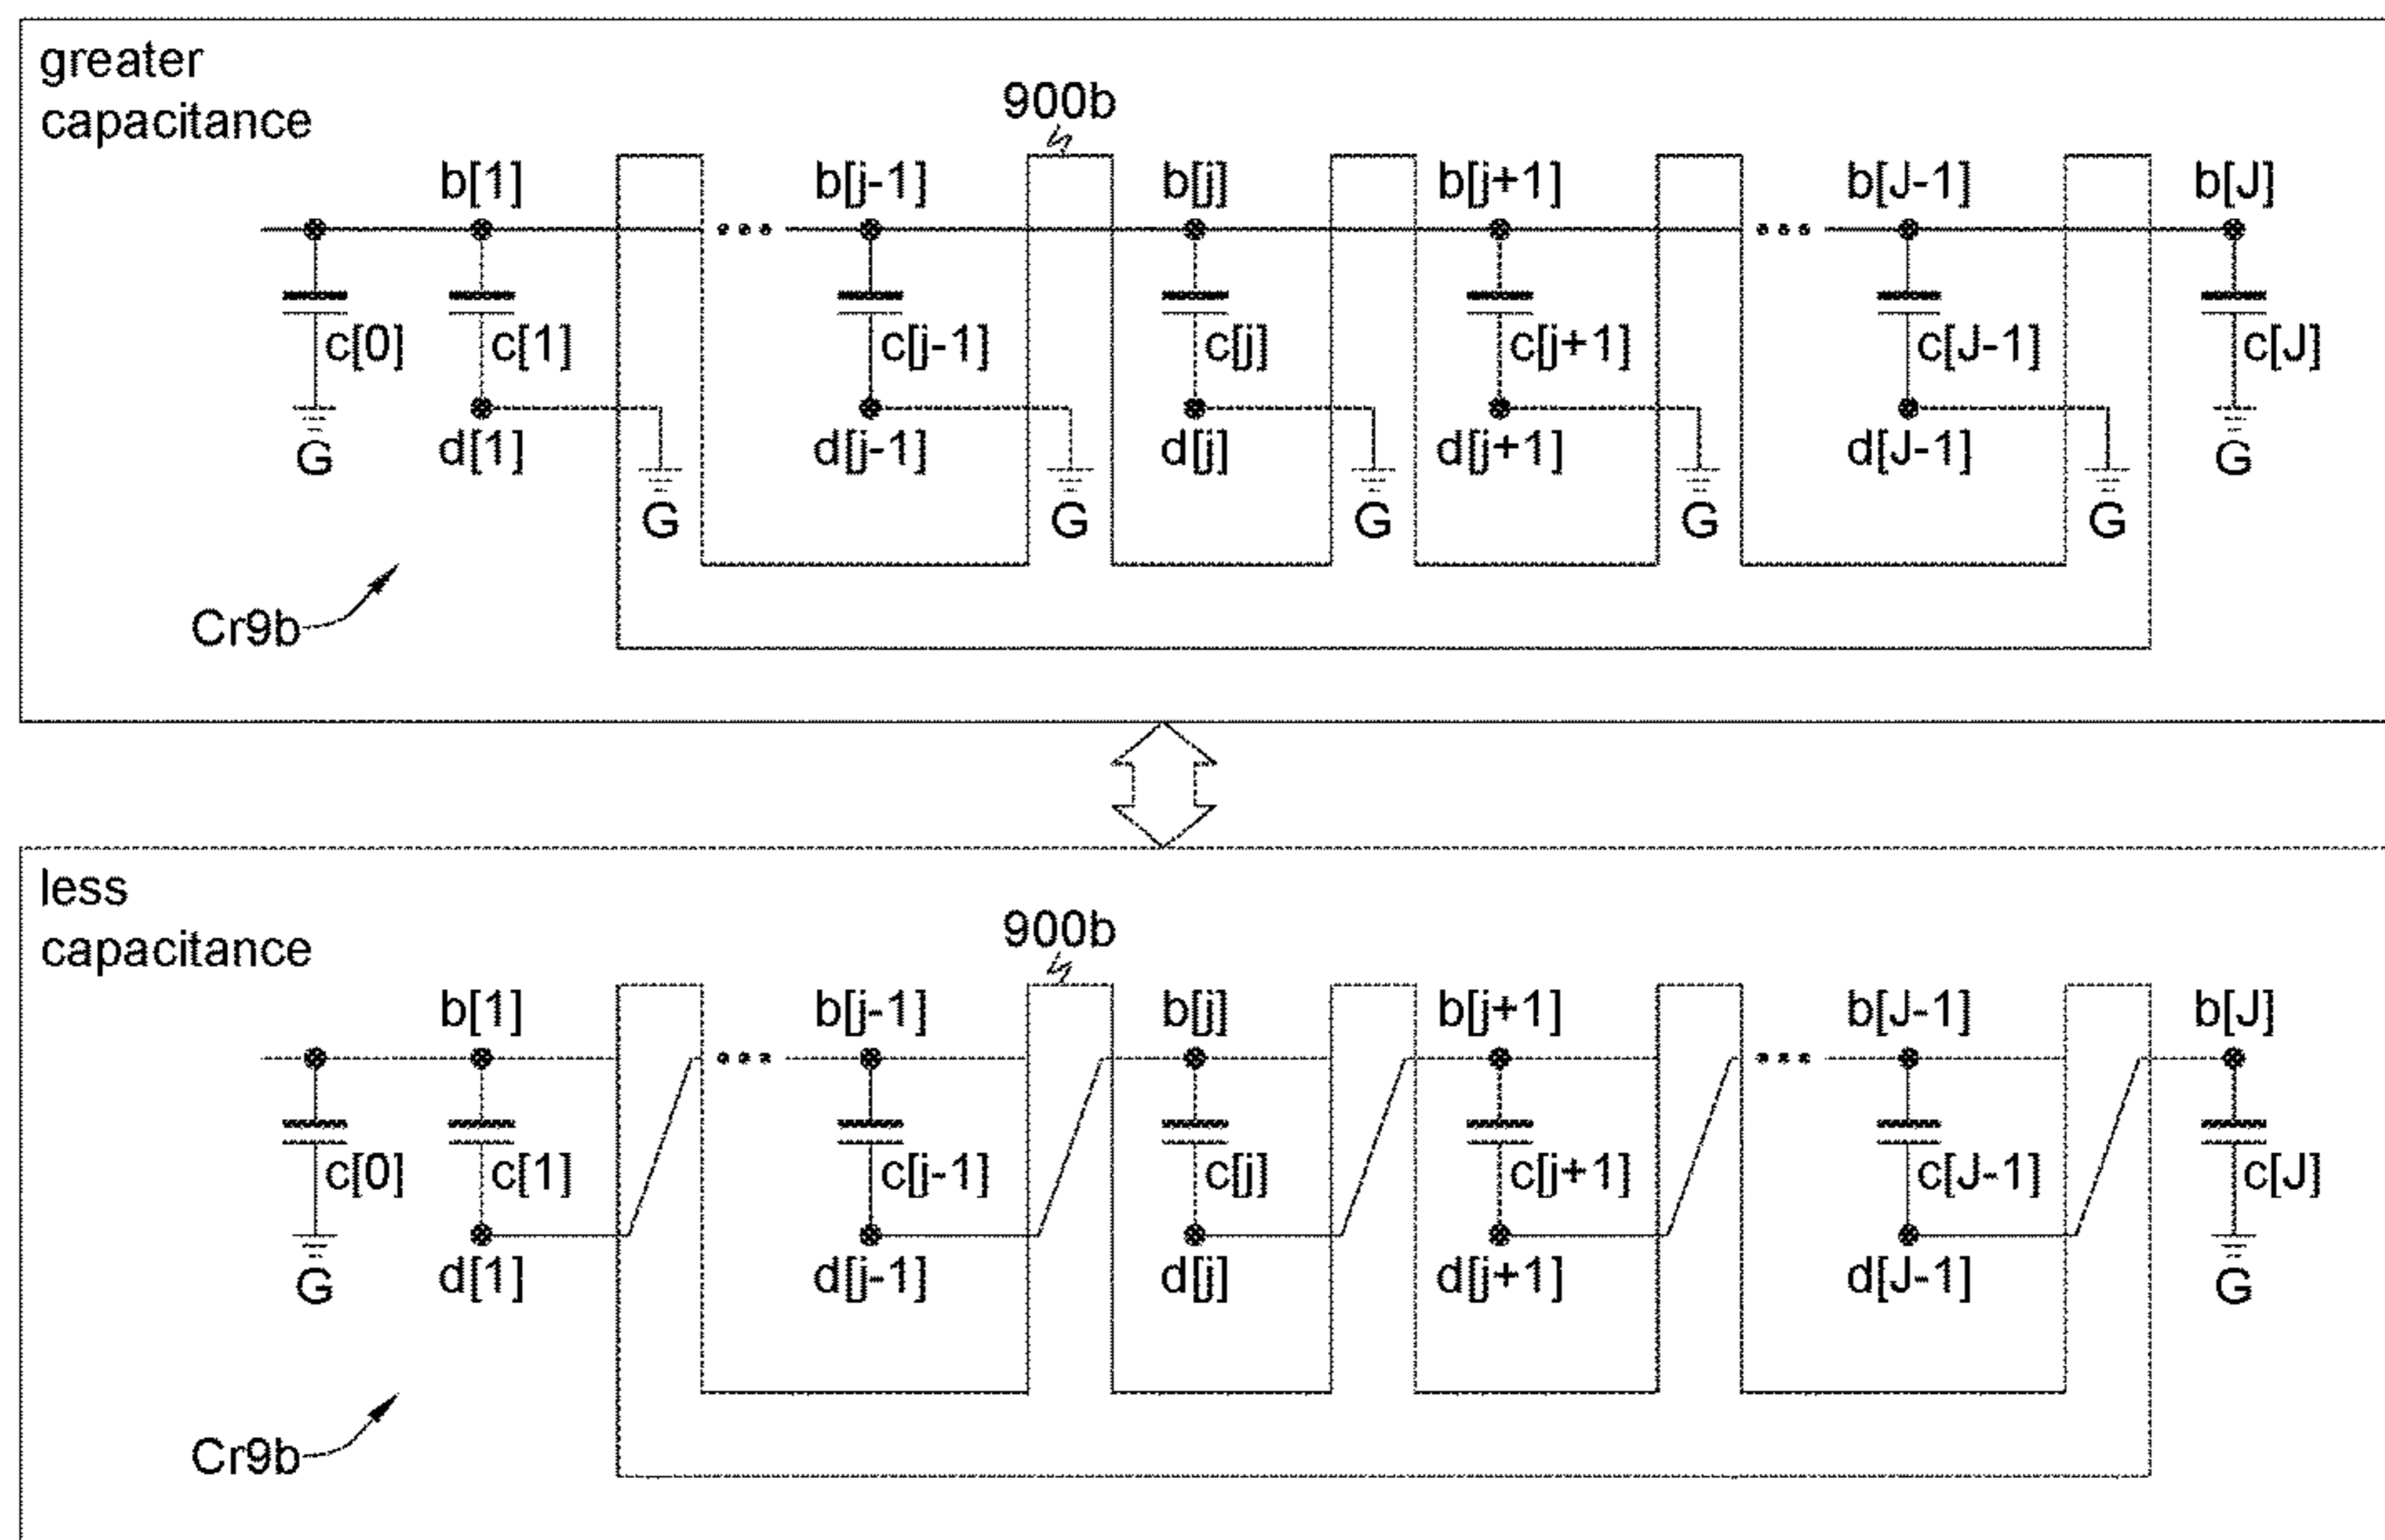 greater
capacitance
900b
b[1] b[j-1] b[j] b[j+1] b[J-1] b[J]
c[0] c[1] c[j-1] c[j] c[j+1] c[J-1] c[J]
G d[1] d[j-1] d[j] d[j+1] d[J-1] G
G G G G G
Cr9b
less
capacitance
900b
b[1] b[j-1] b[j] b[j+1] b[J-1] b[J]
c[0] c[1] c[j-1] c[j] c[j+1] c[J-1] c[J]
G d[1] d[j-1] d[j] d[j+1] d[J-1] G
Cr9b